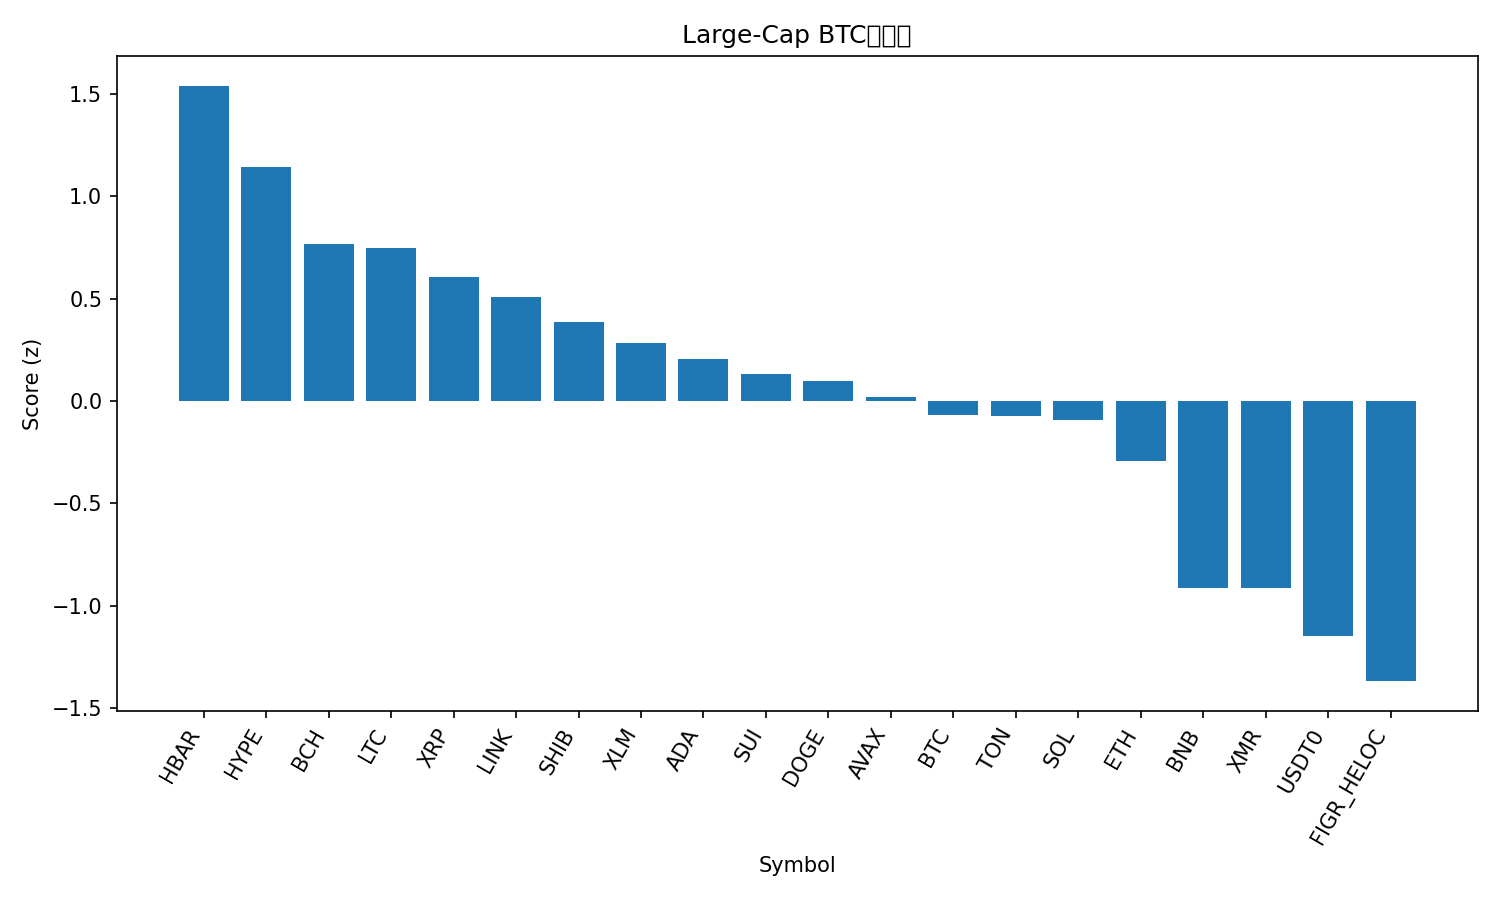 Large-Cap BTC
1.5
1.0
0.5
0.0
−0.5
−1.0
−1.5
Score (z)
HBAR
HYPE
BCH
LTC
XRP
LINK
SHIB
XLM
ADA
SUI
DOGE
AVAX
BTC
TON
SOL
ETH
BNB
XMR
USDT0
FIGR_HELOC
Symbol